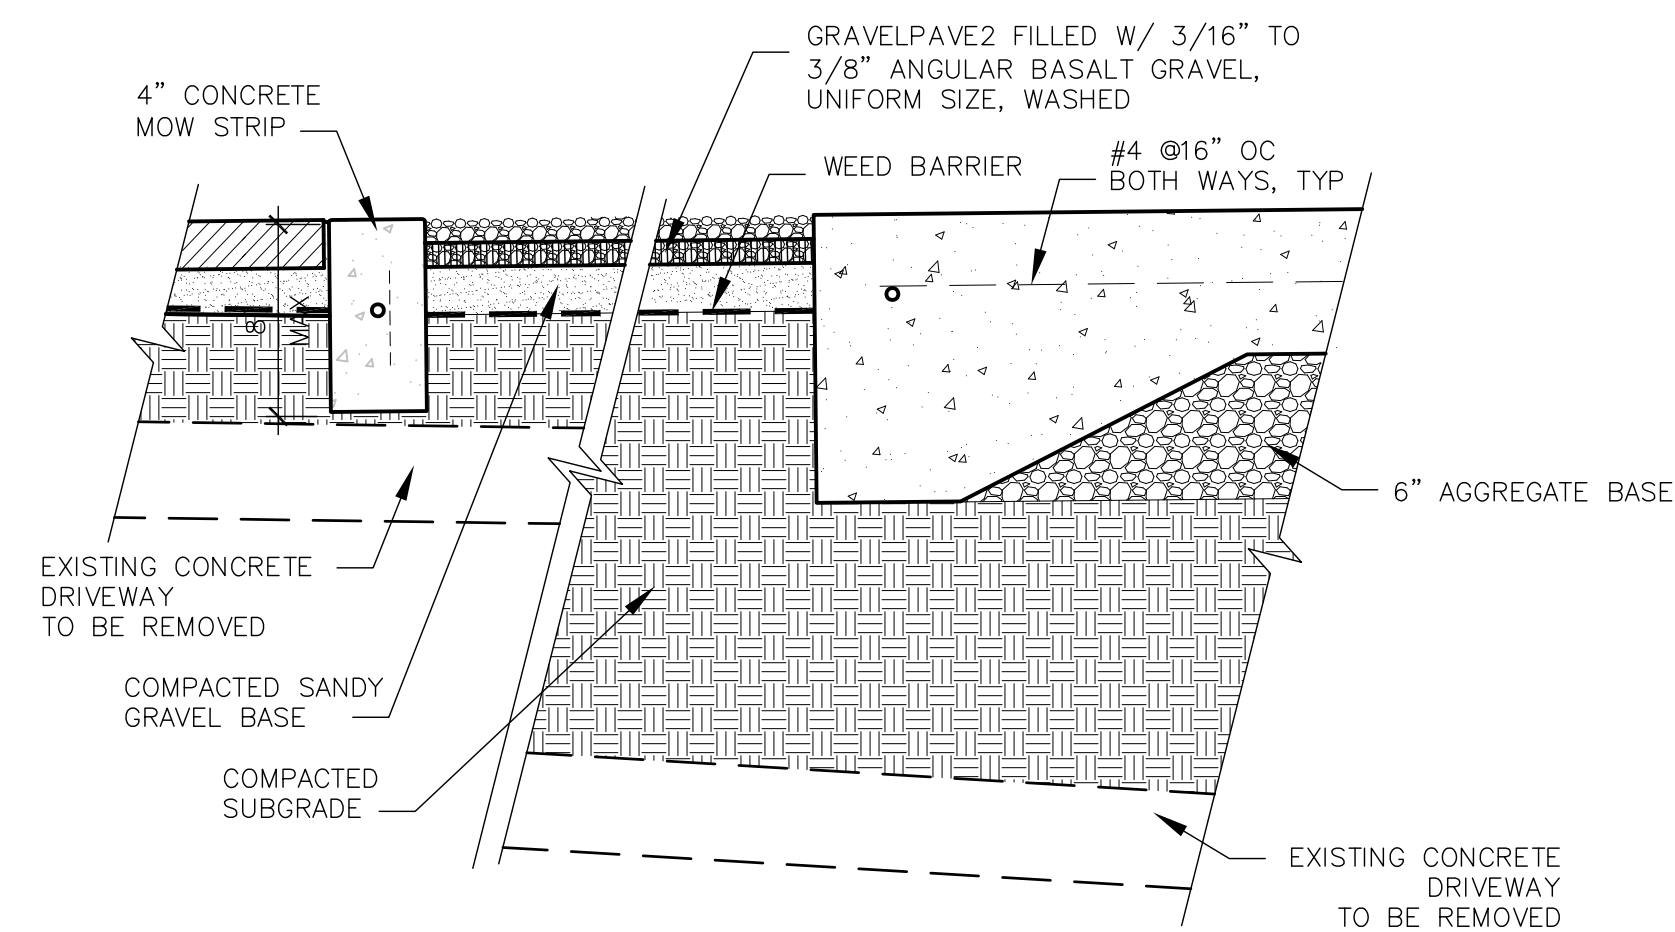 GRAVELPAVE2 FILLED W/ 3/16” TO
3/8” ANGULAR BASALT GRAVEL,
UNIFORM SIZE, WASHED
4” CONCRETE
MOW STRIP
WEED BARRIER
#4 @16” OC
BOTH WAYS, TYP
8"
MAX
6” AGGREGATE BASE
EXISTING CONCRETE
DRIVEWAY
TO BE REMOVED
COMPACTED SANDY
GRAVEL BASE
COMPACTED
SUBGRADE
EXISTING CONCRETE
DRIVEWAY
TO BE REMOVED